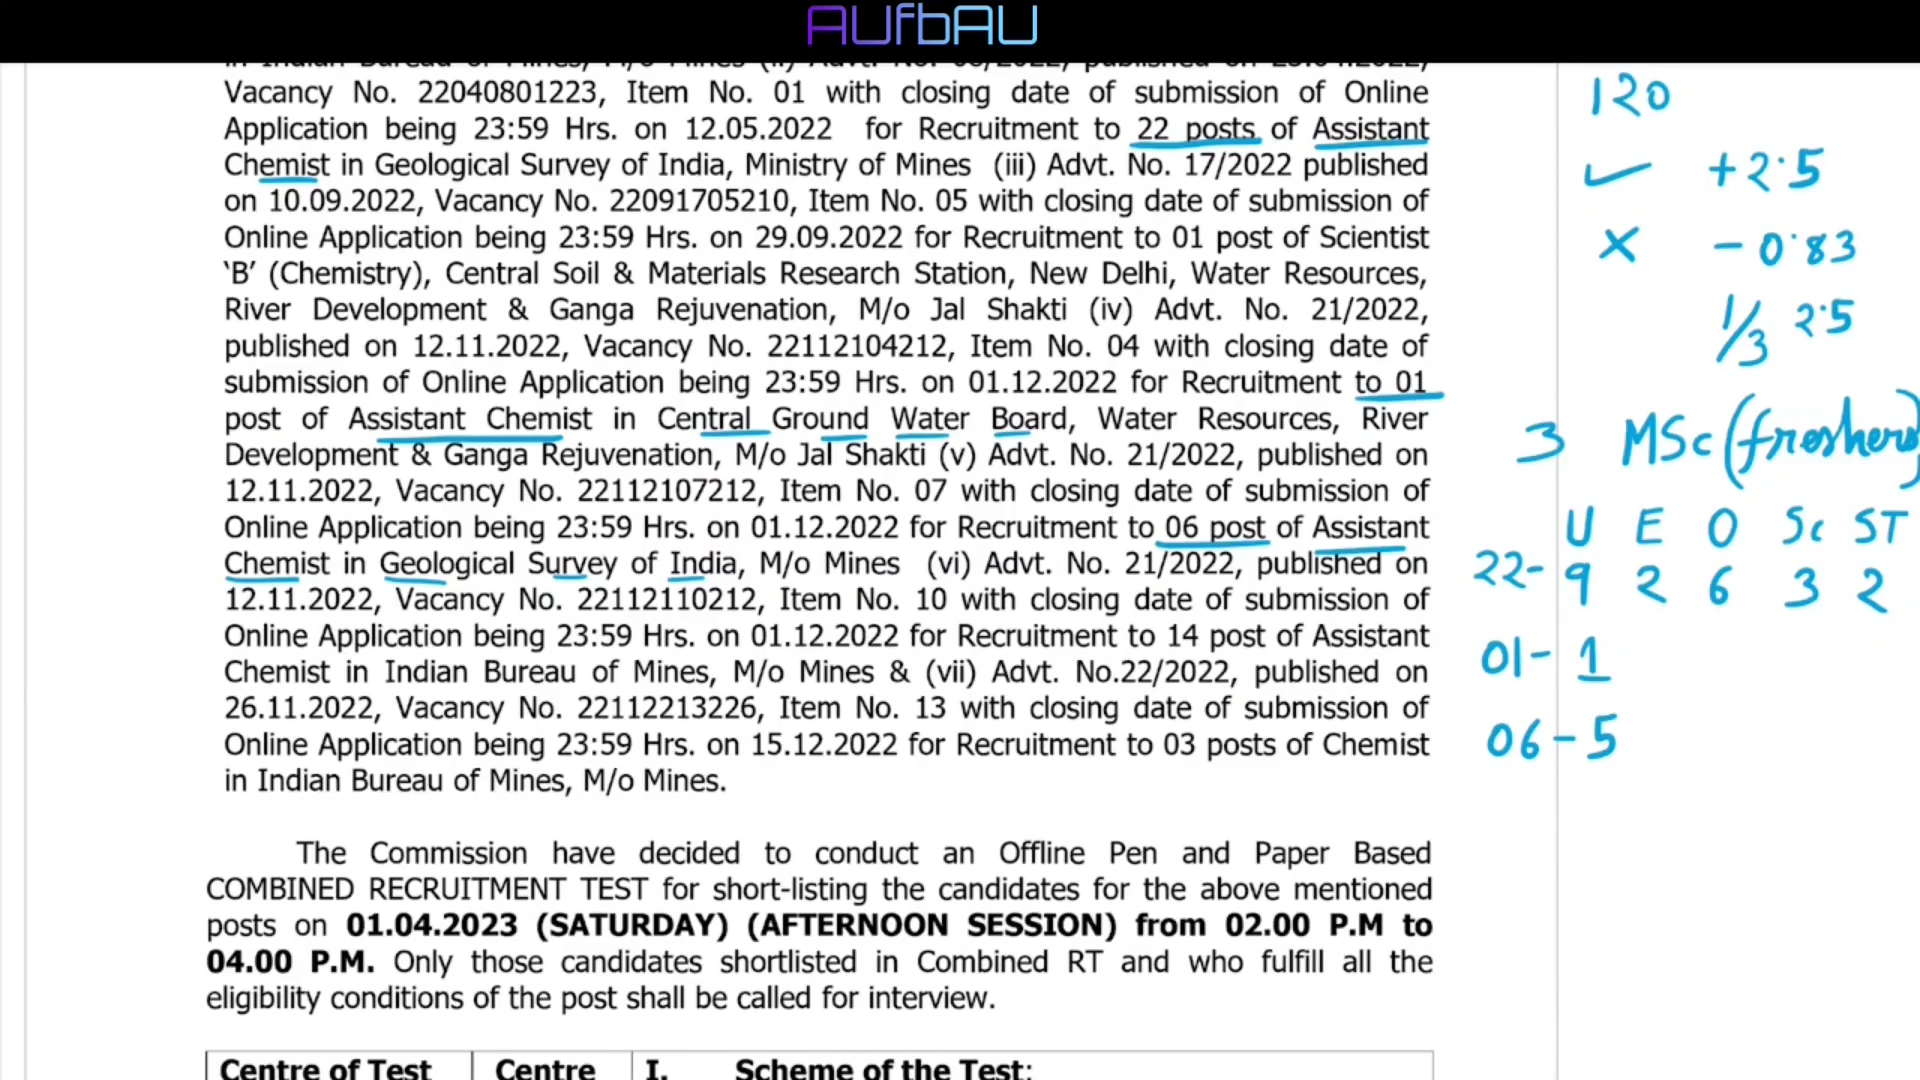 AUfbAU
in Indian Bureau of Mines, M/o Mines (ii) Advt. No. 08/2022, published on 23.04.2022,
Vacancy No. 22040801223, Item No. 01 with closing date of submission of Online
Application being 23:59 Hrs. on 12.05.2022 for Recruitment to 22 posts of Assistant
Chemist in Geological Survey of India, Ministry of Mines (iii) Advt. No. 17/2022 published
on 10.09.2022, Vacancy No. 22091705210, Item No. 05 with closing date of submission of
Online Application being 23:59 Hrs. on 29.09.2022 for Recruitment to 01 post of Scientist
‘B’ (Chemistry), Central Soil & Materials Research Station, New Delhi, Water Resources,
River Development & Ganga Rejuvenation, M/o Jal Shakti (iv) Advt. No. 21/2022,
published on 12.11.2022, Vacancy No. 22112104212, Item No. 04 with closing date of
submission of Online Application being 23:59 Hrs. on 01.12.2022 for Recruitment to 01
post of Assistant Chemist in Central Ground Water Board, Water Resources, River
Development & Ganga Rejuvenation, M/o Jal Shakti (v) Advt. No. 21/2022, published on
12.11.2022, Vacancy No. 22112107212, Item No. 07 with closing date of submission of
Online Application being 23:59 Hrs. on 01.12.2022 for Recruitment to 06 post of Assistant
Chemist in Geological Survey of India, M/o Mines (vi) Advt. No. 21/2022, published on
12.11.2022, Vacancy No. 22112110212, Item No. 10 with closing date of submission of
Online Application being 23:59 Hrs. on 01.12.2022 for Recruitment to 14 post of Assistant
Chemist in Indian Bureau of Mines, M/o Mines & (vii) Advt. No.22/2022, published on
26.11.2022, Vacancy No. 22112213226, Item No. 13 with closing date of submission of
Online Application being 23:59 Hrs. on 15.12.2022 for Recruitment to 03 posts of Chemist
in Indian Bureau of Mines, M/o Mines.
The Commission have decided to conduct an Offline Pen and Paper Based
COMBINED RECRUITMENT TEST for short-listing the candidates for the above mentioned
posts on 01.04.2023 (SATURDAY) (AFTERNOON SESSION) from 02.00 P.M to
04.00 P.M. Only those candidates shortlisted in Combined RT and who fulfill all the
eligibility conditions of the post shall be called for interview.
Centre of Test Centre I. Scheme of the Test:
120
✓ +2.5
× -0.83
1/3 2.5
3 MSc (freshers)
U E O Sc ST
22- 9 2 6 3 2
01- 1
06-5